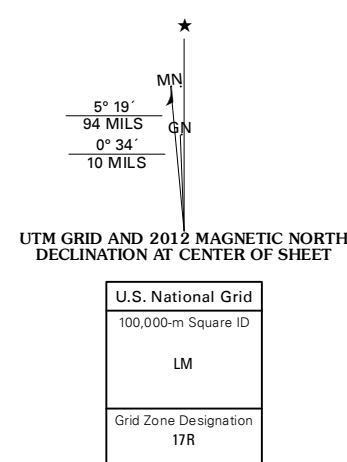 ★
MN
5° 19´
94 MILS
GN
0° 34´
10 MILS
UTM GRID AND 2012 MAGNETIC NORTH
DECLINATION AT CENTER OF SHEET
U.S. National Grid
100,000-m Square ID
LM
Grid Zone Designation
17R